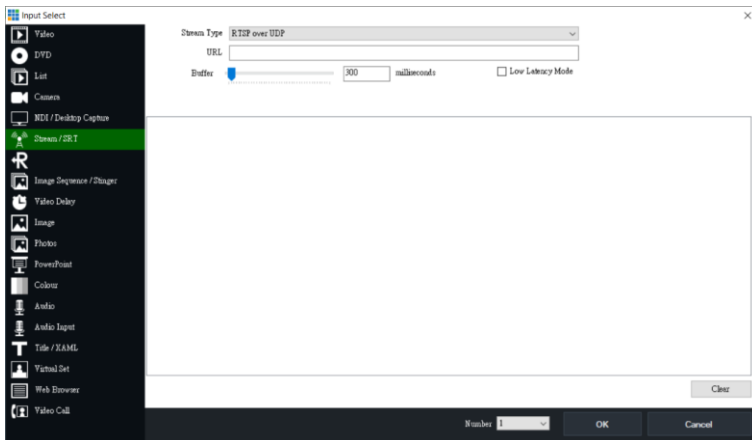 Input Select
Video
DVD
List
Camera
NDI / Desktop Capture
Stream / SRT
Image Sequence / Stinger
Video Delay
Image
Photos
PowerPoint
Colour
Audio
Audio Input
Title / XAML
Virtual Set
Web Browser
Video Call
Stream Type RTSP over UDP
URL
Buffer 300 milliseconds Low Latency Mode
Clear
Number 1 OK Cancel